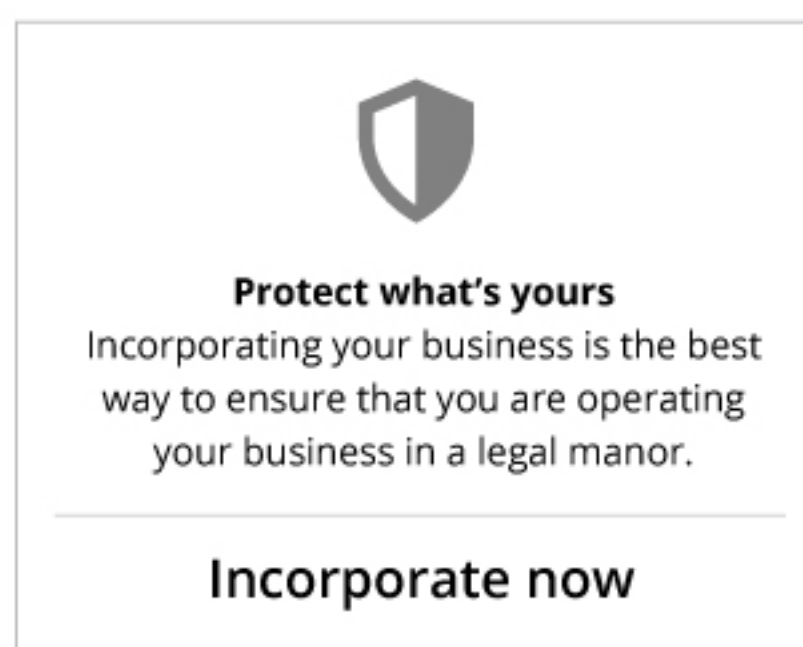 Protect what’s yours
Incorporating your business is the best
way to ensure that you are operating
your business in a legal manor.
Incorporate now